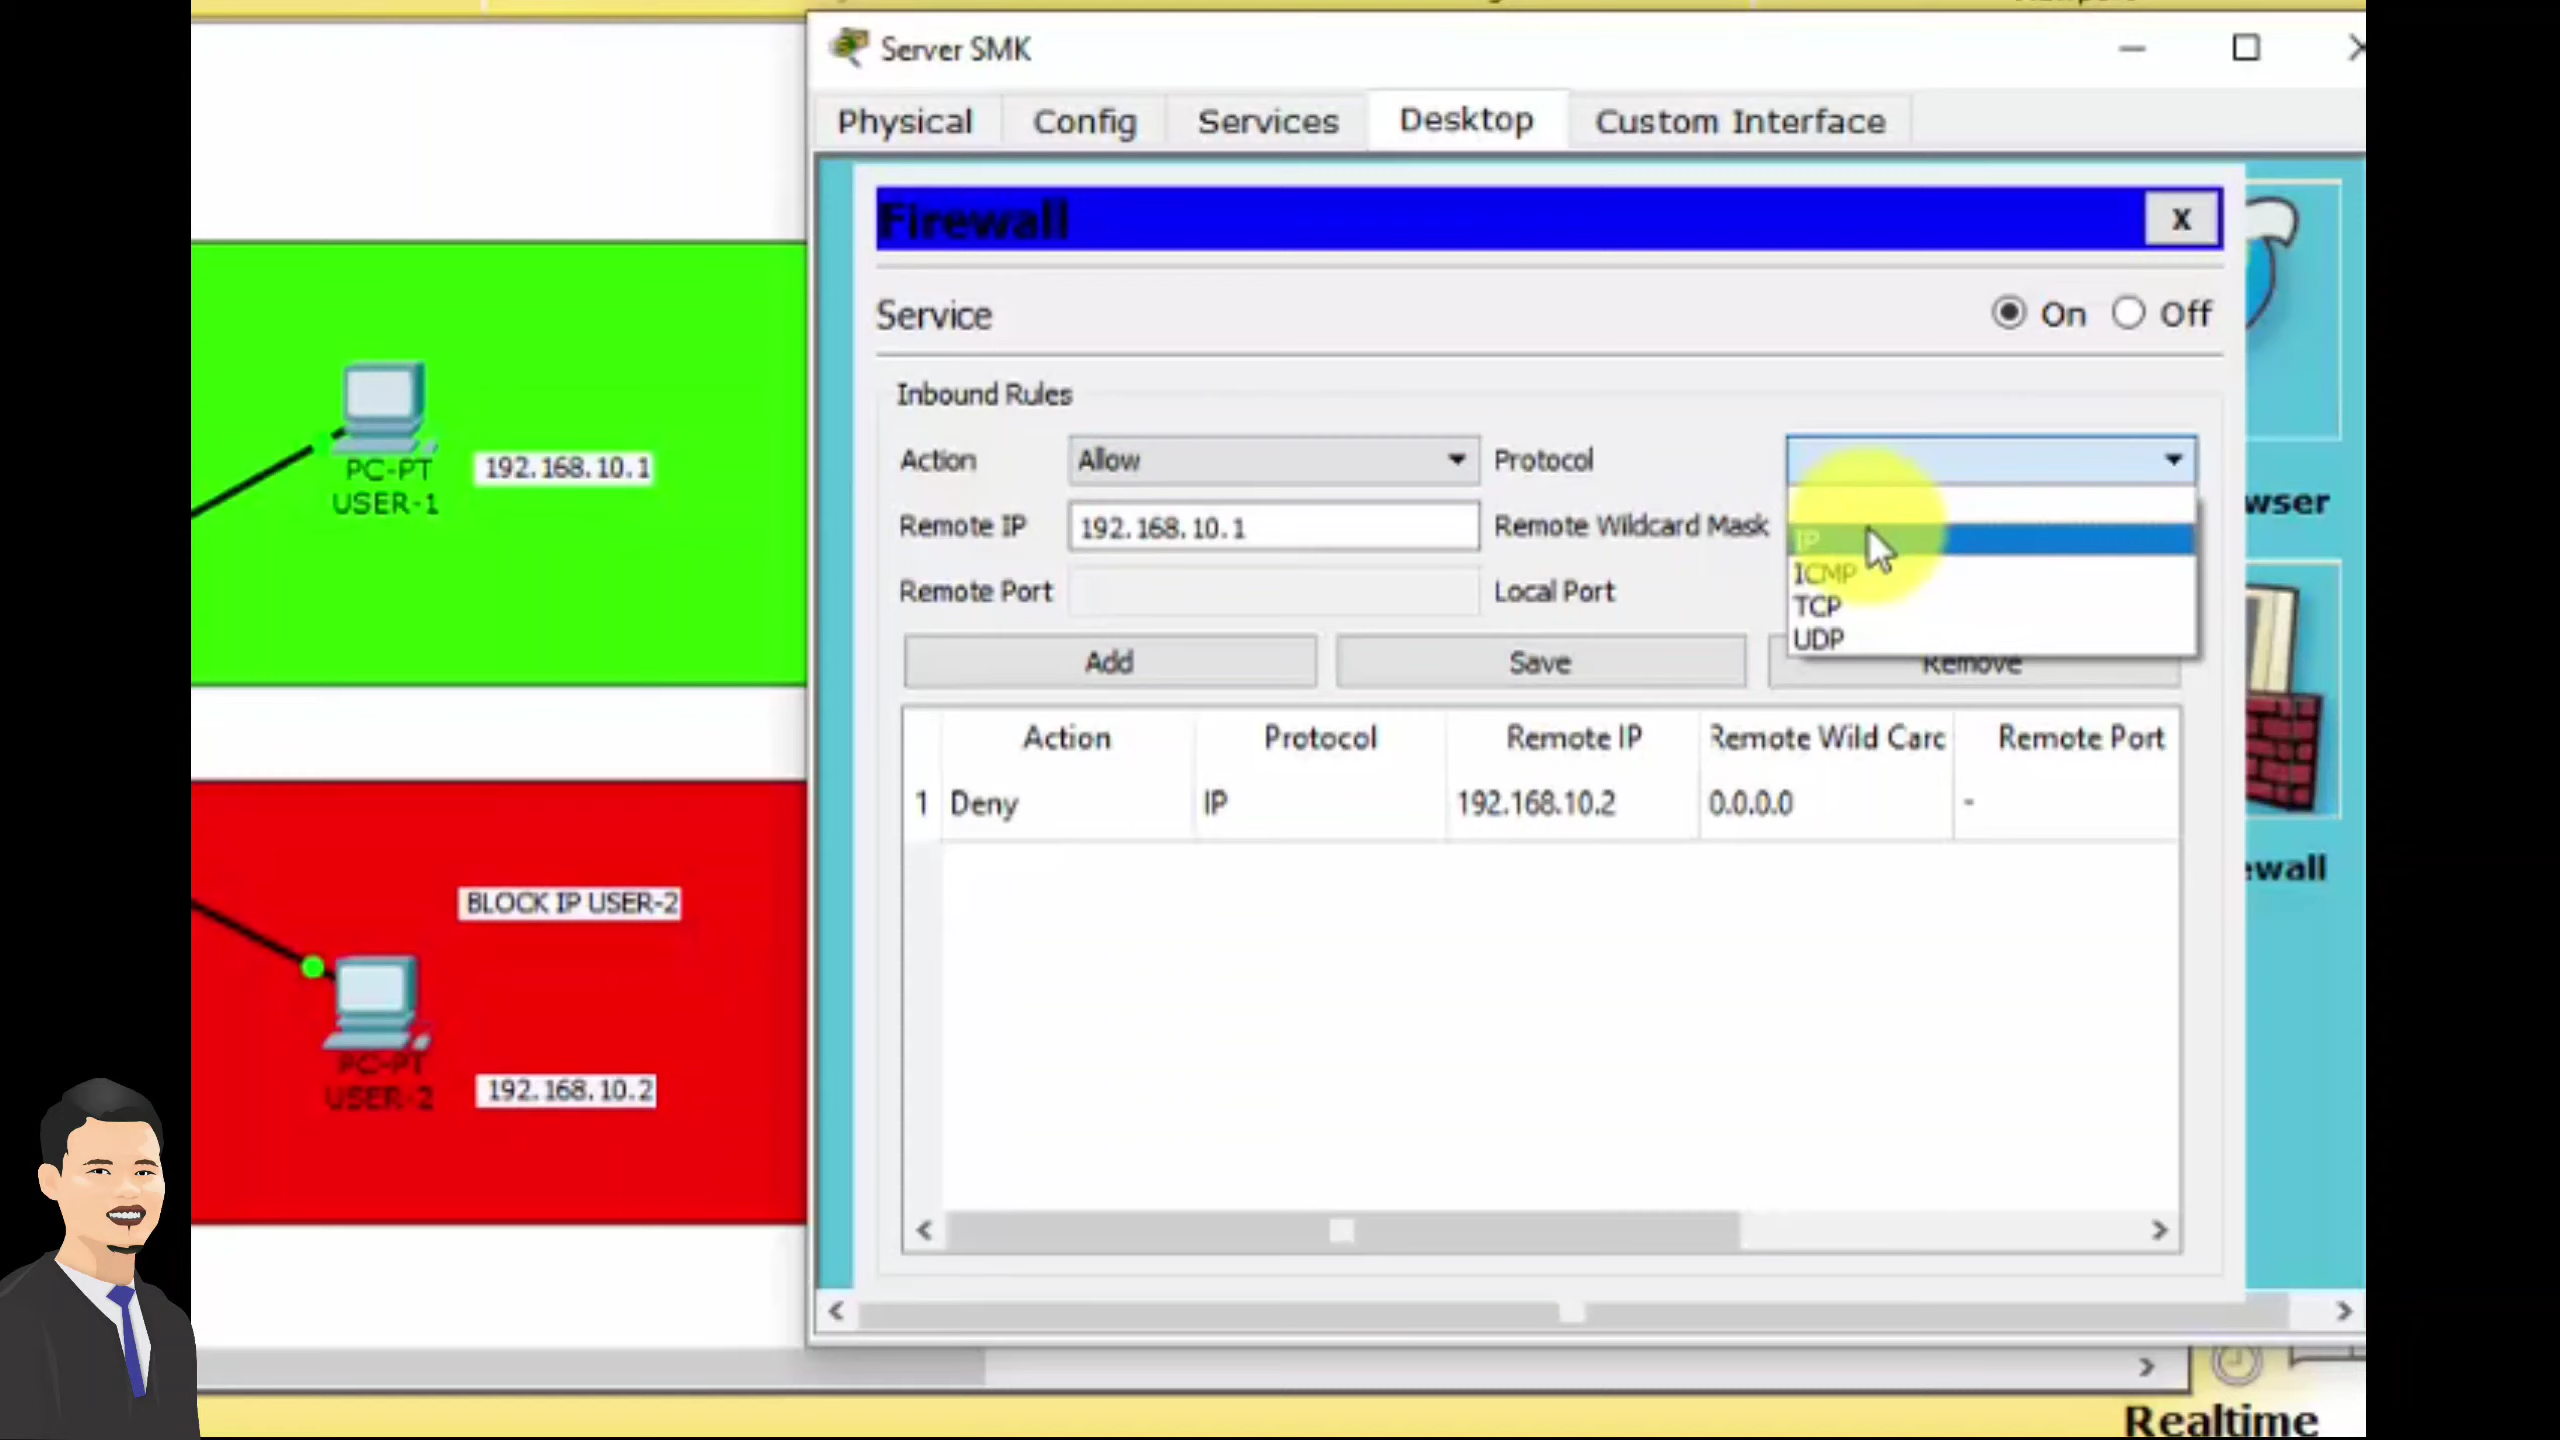 Server SMK
Physical Config Services Desktop Custom Interface
Firewall X
Service On Off
Inbound Rules
Action Allow Protocol
Remote IP 192.168.10.1 Remote Wildcard Mask
IP
ICMP
TCP
UDP
Remote Port Local Port
Add Save Remove
Action Protocol Remote IP Remote Wild Carc Remote Port
1 Deny IP 192.168.10.2 0.0.0.0 -
PC-PT
USER-1
192.168.10.1
BLOCK IP USER-2
PC-PT
USER-2
192.168.10.2
wser
ewall
Realtime